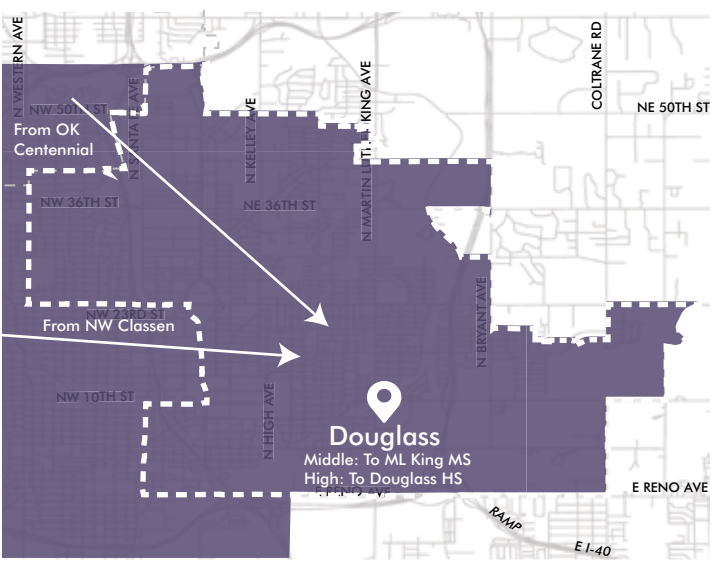 N WESTERN AVE
NW 50TH ST
From OK
Centennial
N SANTA FE AVE
N KELLEY AVE
N MARTIN LUTHER KING AVE
COLTRANE RD
NE 50TH ST
NW 36TH ST
NE 36TH ST
NW 23RD ST
From NW Classen
N BRYANT AVE
NW 10TH ST
N HIGH AVE
Douglass
Middle: To ML King MS
High: To Douglass HS
E RENO AVE
E RENO AVE
RAMP
E I-40